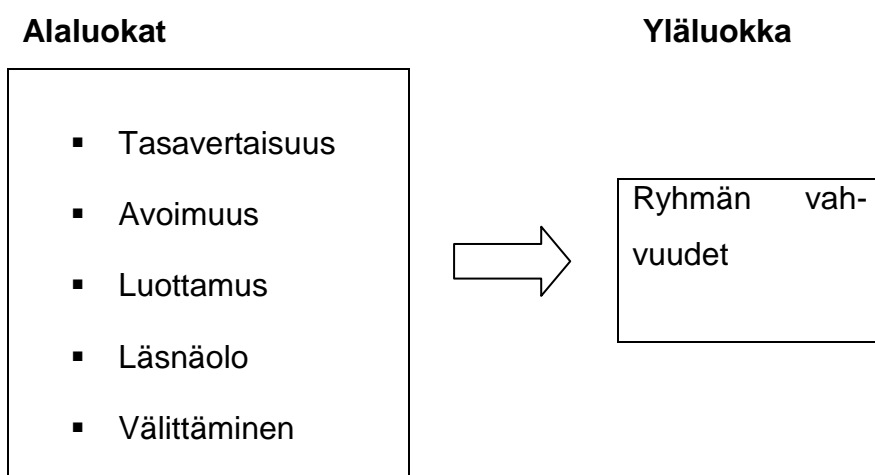 Alaluokat Yläluokka
▪ Tasavertaisuus
▪ Avoimuus
▪ Luottamus
▪ Läsnäolo
▪ Välittäminen
Ryhmän vah-
vuudet